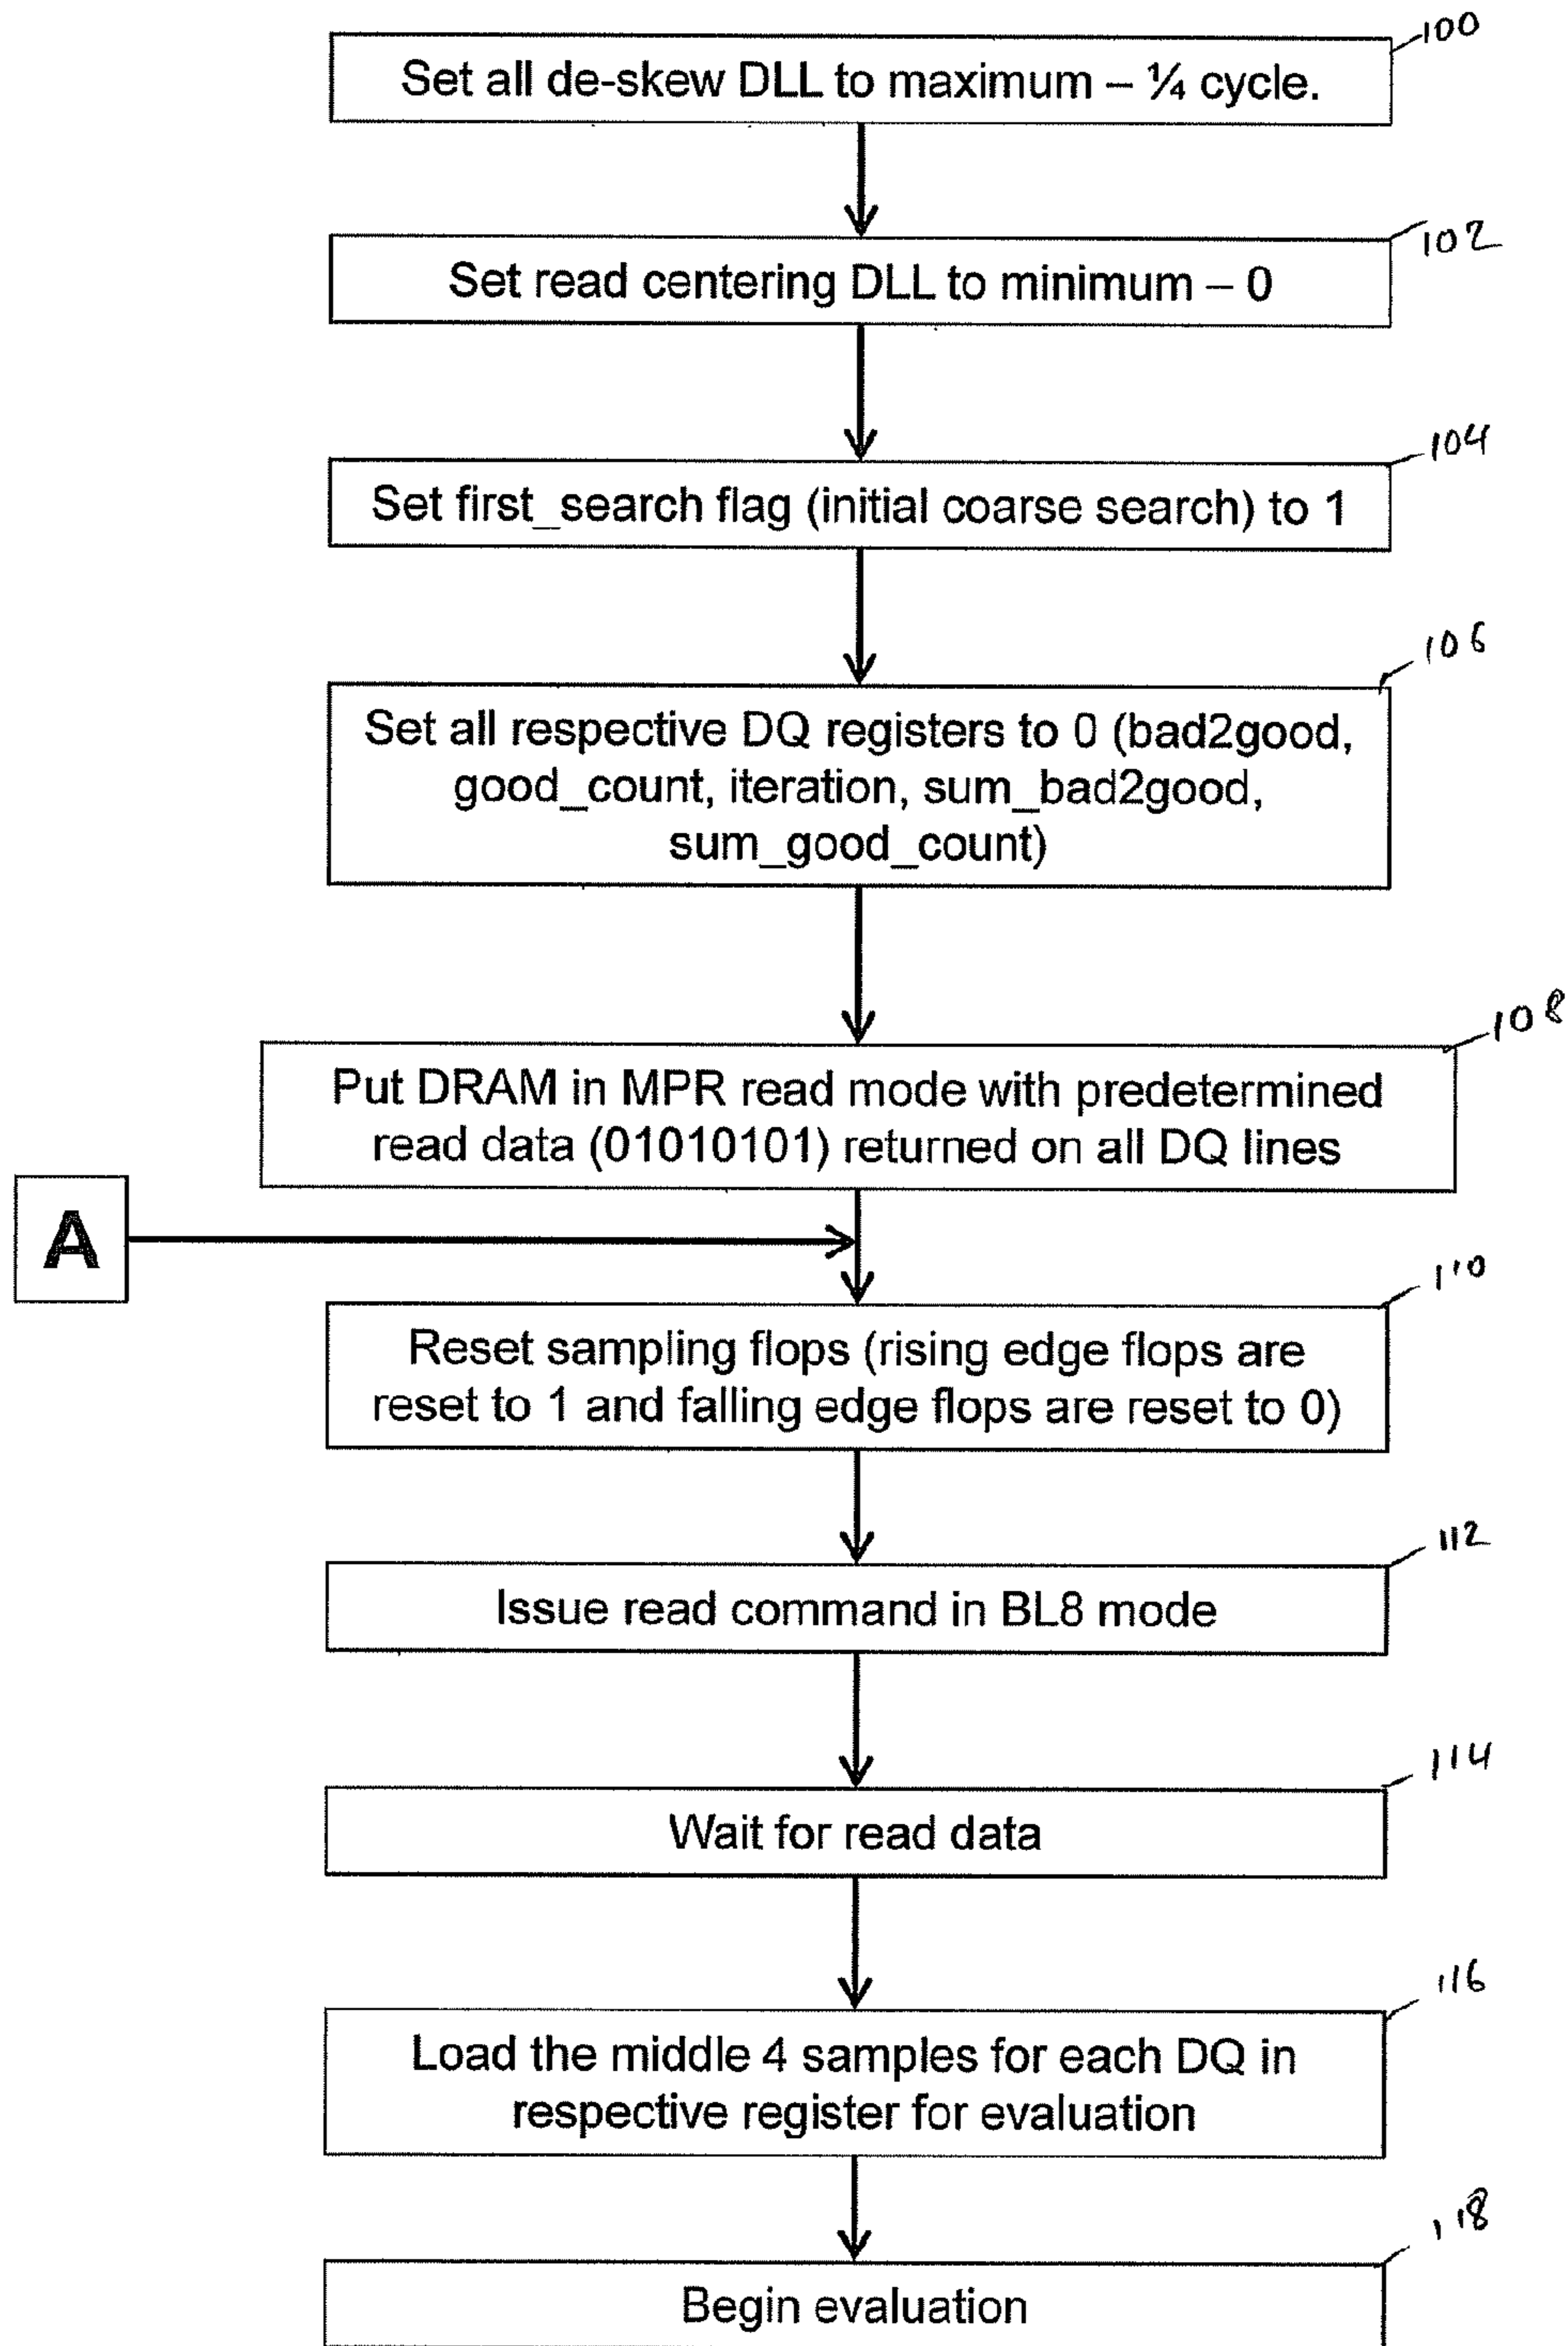 100
Set all de-skew DLL to maximum – ¼ cycle.
102
Set read centering DLL to minimum – 0
104
Set first_search flag (initial coarse search) to 1
106
Set all respective DQ registers to 0 (bad2good,
good_count, iteration, sum_bad2good,
sum_good_count)
108
Put DRAM in MPR read mode with predetermined
read data (01010101) returned on all DQ lines
A
110
Reset sampling flops (rising edge flops are
reset to 1 and falling edge flops are reset to 0)
112
Issue read command in BL8 mode
114
Wait for read data
116
Load the middle 4 samples for each DQ in
respective register for evaluation
118
Begin evaluation